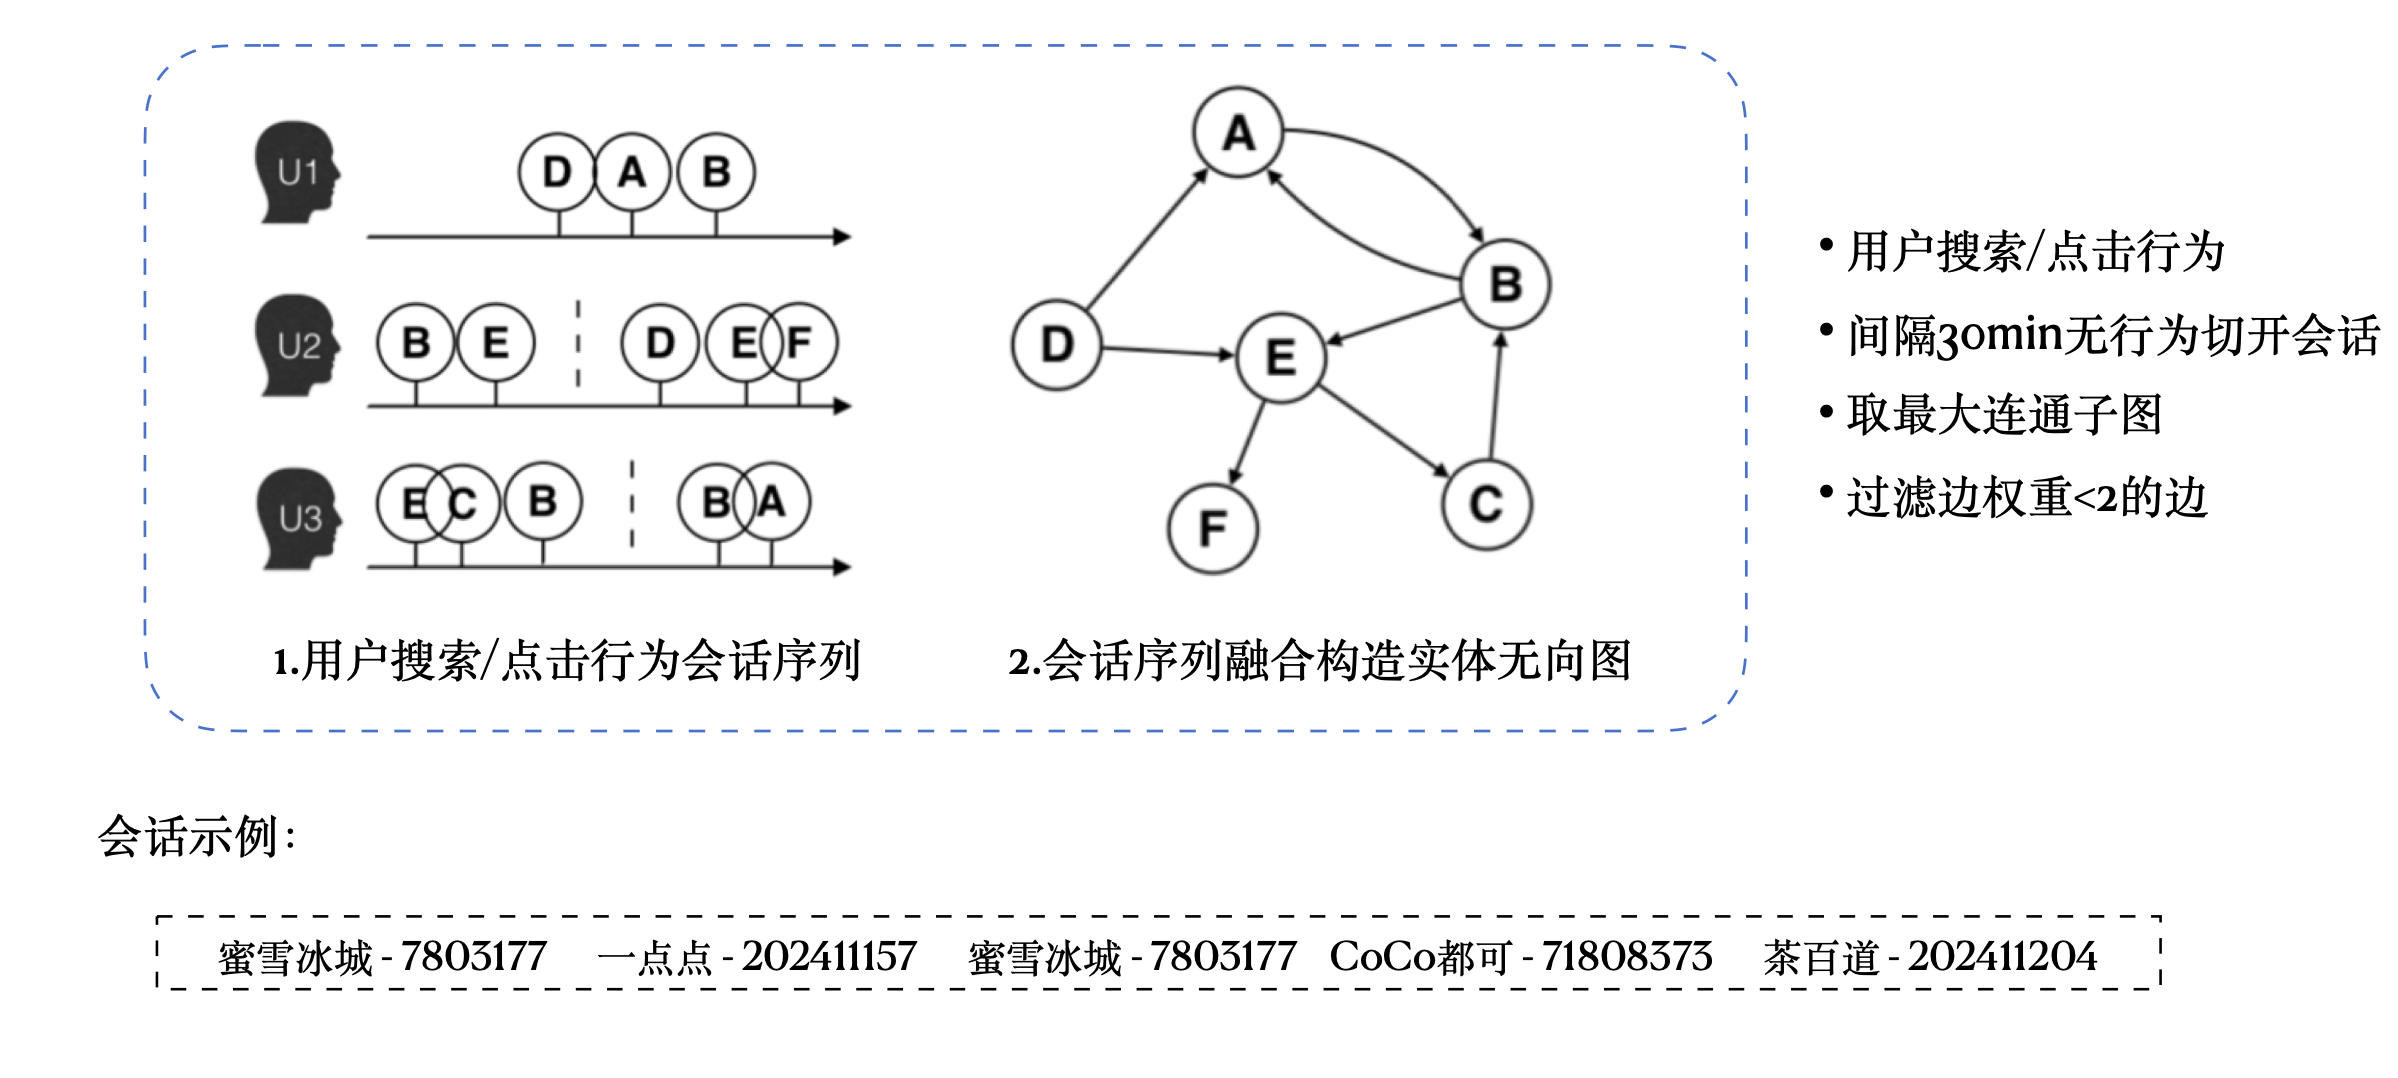 U1
D A B
U2
B E D E F
U3
E C B B A
A
B
D
E
F
C
1.用户搜索/点击行为会话序列
2.会话序列融合构造实体无向图
• 用户搜索/点击行为
• 间隔30min无行为切开会话
• 取最大连通子图
• 过滤边权重<2的边
会话示例：
蜜雪冰城 - 7803177 一点点 - 202411157 蜜雪冰城 - 7803177 CoCo都可 - 71808373 茶百道 - 202411204